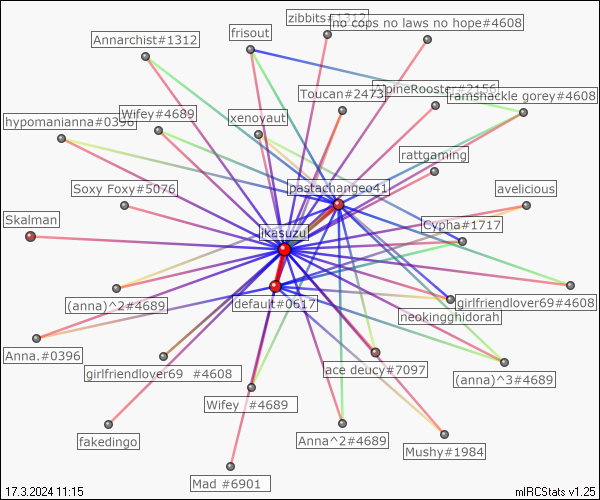 zibbits#1312
no cops no laws no hope#4608
Annarchist#1312
frisout
Toucan#2473
AlpineRooster#2156
ramshackle gorey#4608
hypomanianna#0396
Wifey#4689
xenoyaut
rattgaming
Soxy Foxy#5076
pastachangeo41
avelicious
Skalman
ikasuzu
Cypha#1717
(anna)^2#4689
default#0617
girlfriendlover69#4608
neokingghidorah
Anna.#0396
girlfriendlover69 #4608
ace deucy#7097
(anna)^3#4689
Wifey #4689
fakedingo
Anna^2#4689
Mushy#1984
Mad #6901
17.3.2024 11:15
mIRCStats v1.25